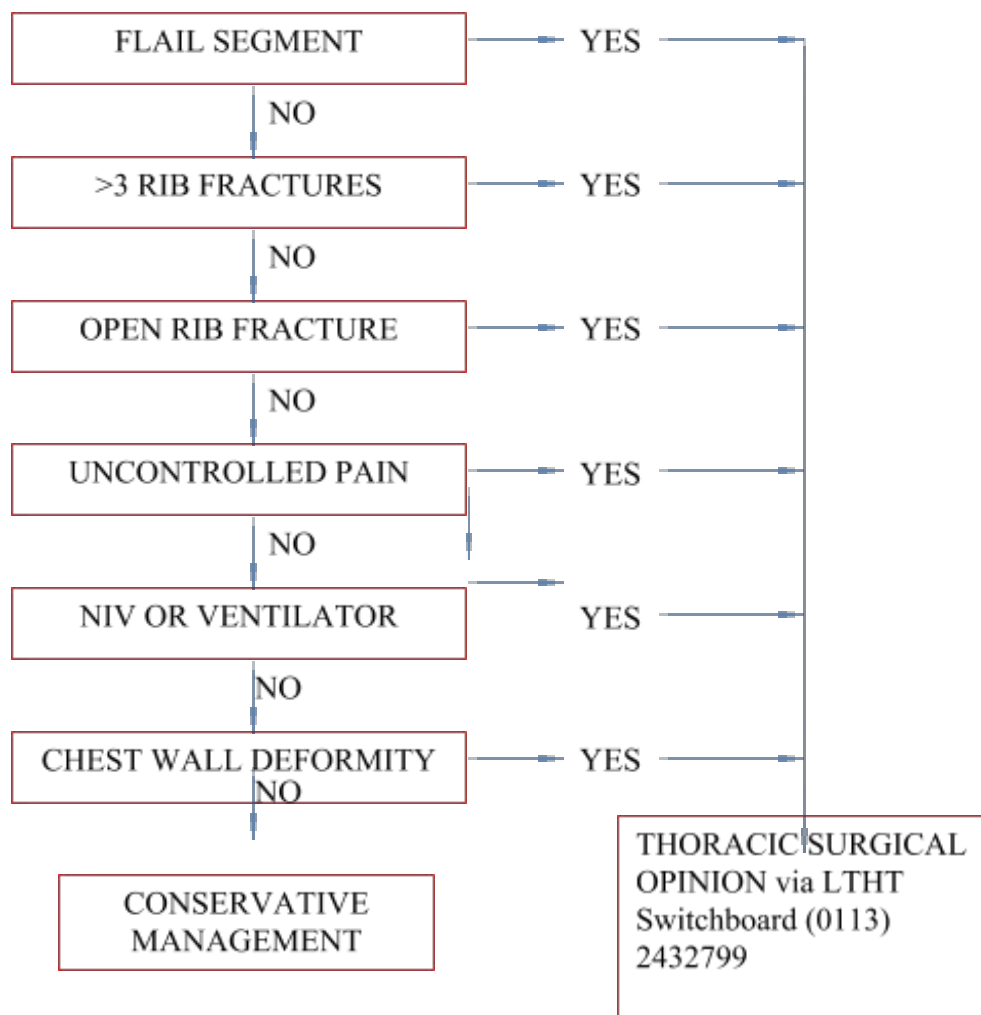 FLAIL SEGMENT
YES
NO
>3 RIB FRACTURES
YES
NO
OPEN RIB FRACTURE
YES
NO
UNCONTROLLED PAIN
YES
NO
NIV OR VENTILATOR
YES
NO
CHEST WALL DEFORMITY
YES
NO
CONSERVATIVE
MANAGEMENT
THORACIC SURGICAL
OPINION via LTHT
Switchboard (0113)
2432799